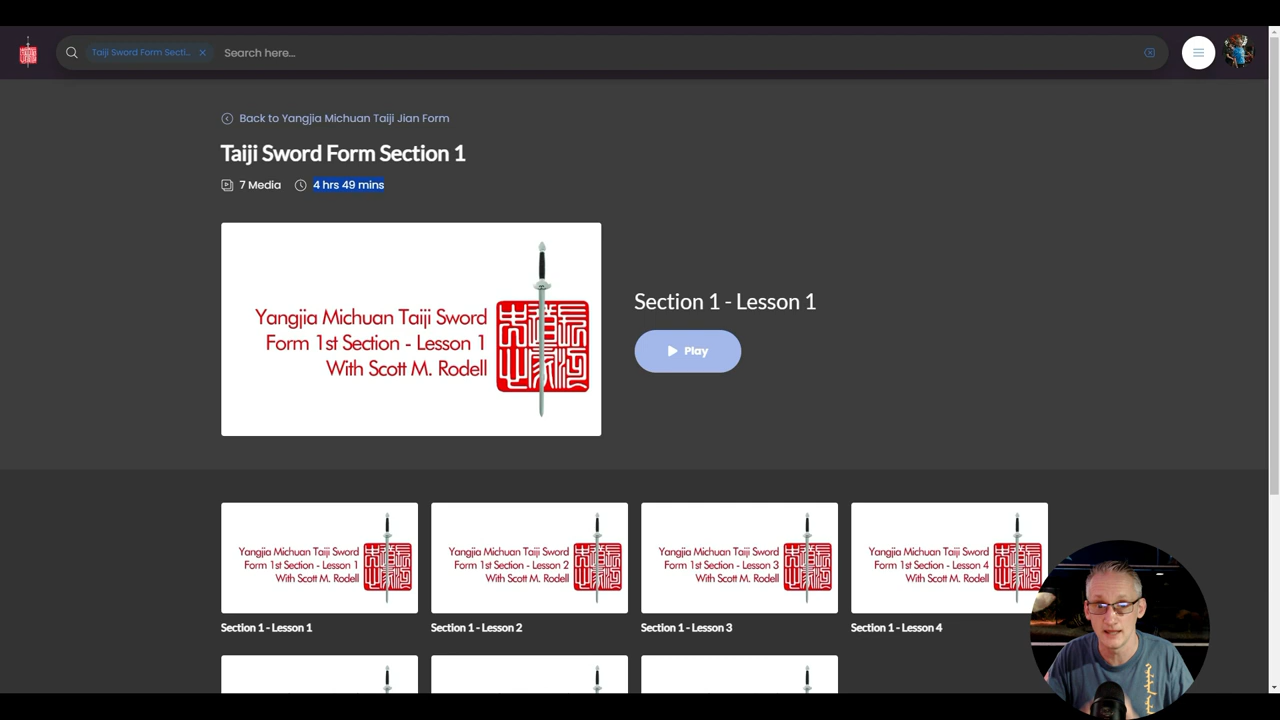 Taiji Sword Form Secti...
Search here...
Back to Yangjia Michuan Taiji Jian Form
Taiji Sword Form Section 1
7 Media
4 hrs 49 mins
Yangjia Michuan Taiji Sword
Form 1st Section - Lesson 1
With Scott M. Rodell
Section 1 - Lesson 1
Play
Yangjia Michuan Taiji Sword
Form 1st Section - Lesson 1
With Scott M. Rodell
Section 1 - Lesson 1
Yangjia Michuan Taiji Sword
Form 1st Section - Lesson 2
With Scott M. Rodell
Section 1 - Lesson 2
Yangjia Michuan Taiji Sword
Form 1st Section - Lesson 3
With Scott M. Rodell
Section 1 - Lesson 3
Yangjia Michuan Taiji Sword
Form 1st Section - Lesson 4
With Scott M. Rodell
Section 1 - Lesson 4